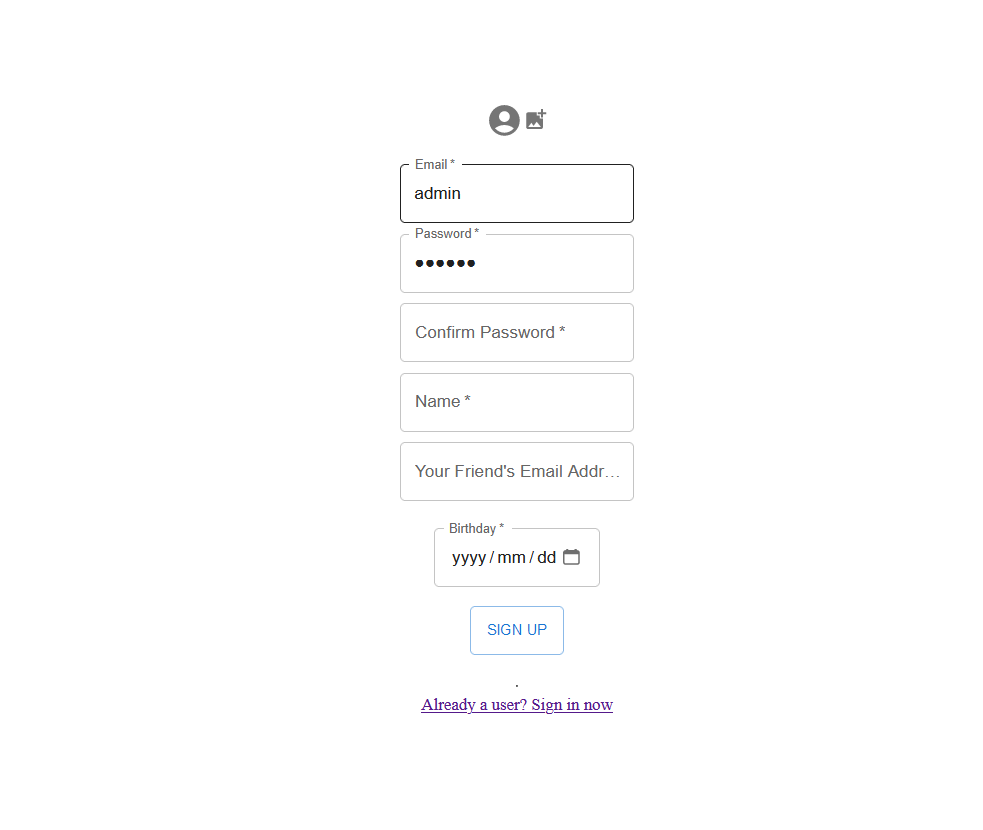 Email *
admin
Password *
••••••
Confirm Password *
Name *
Your Friend's Email Addr...
Birthday *
yyyy/mm/dd
SIGN UP
.
Already a user? Sign in now